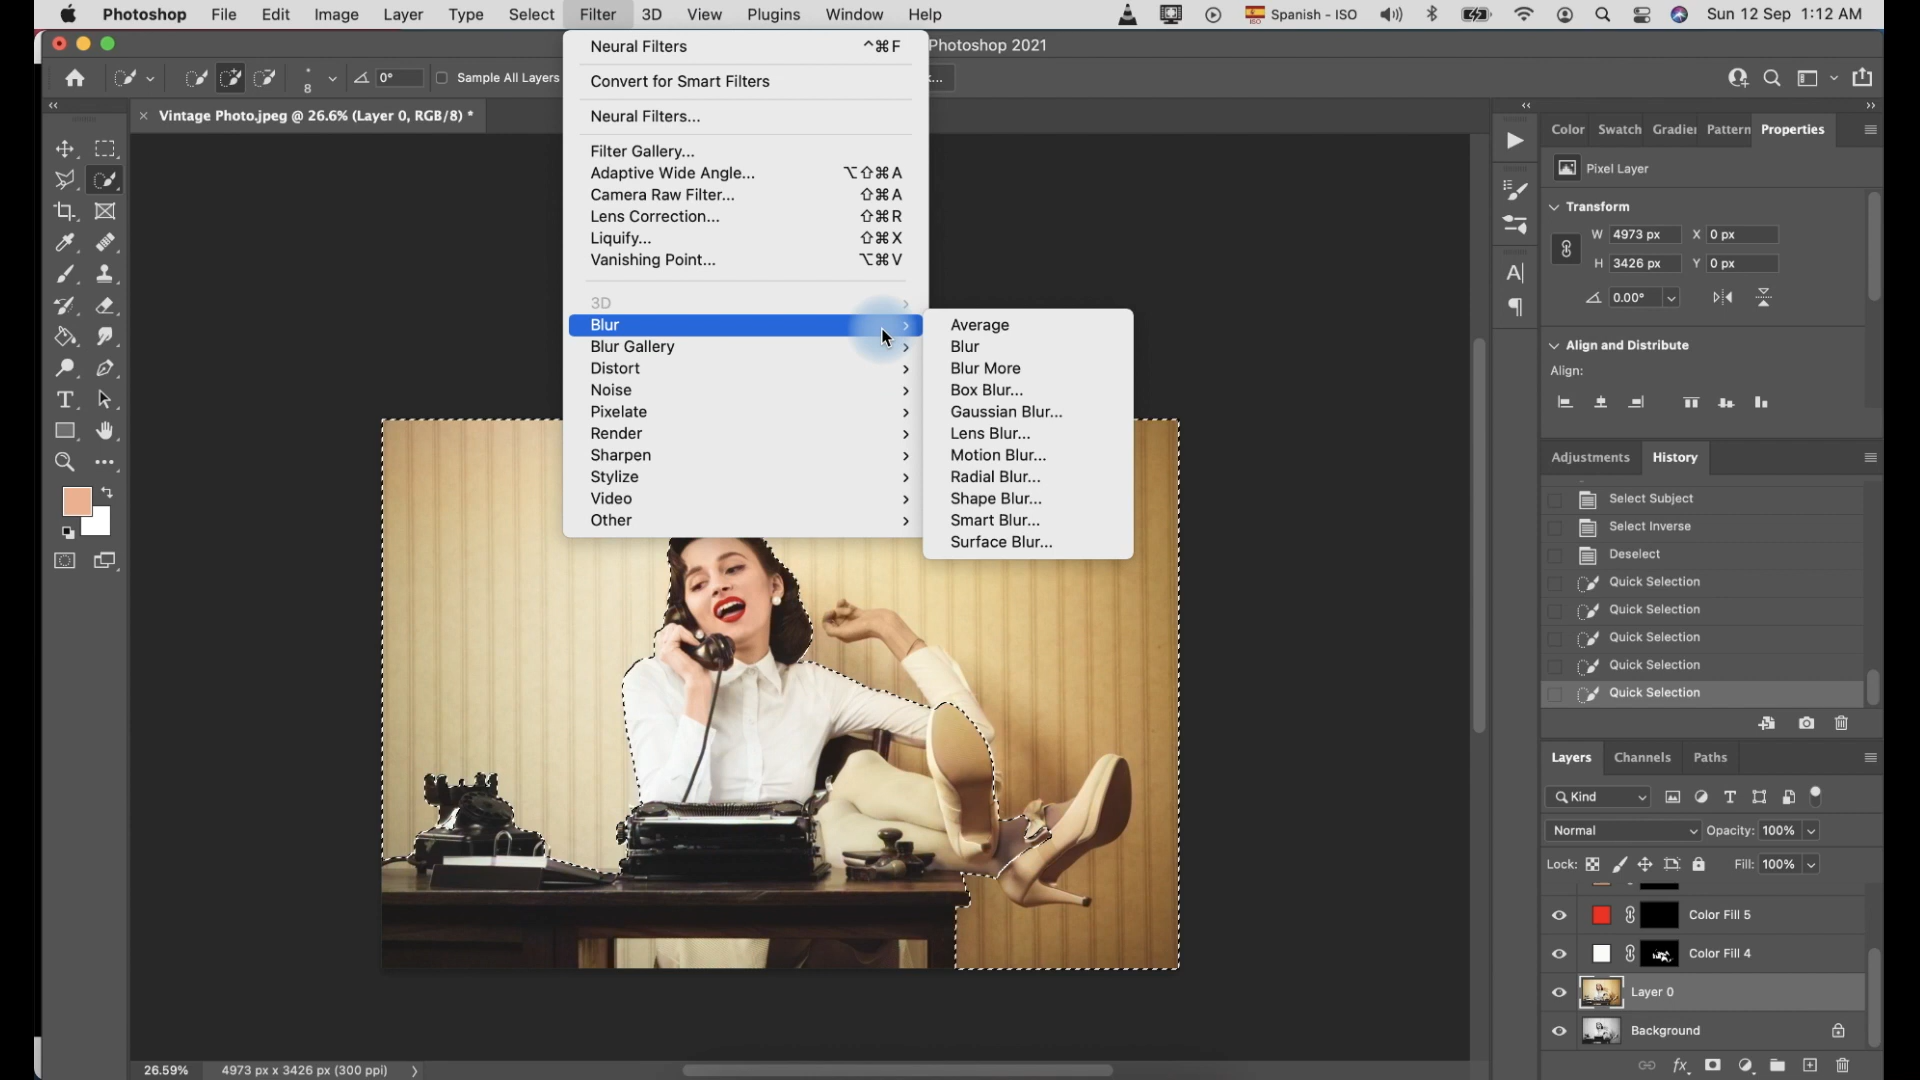 Photoshop File Edit Image Layer Type Select Filter 3D View Plugins Window Help Spanish - ISO Sun 12 Sep 1:12 AM
Photoshop 2021
8 0° Sample All Layers
Vintage Photo.jpeg @ 26.6% (Layer 0, RGB/8) *
Neural Filters ^⌘F
Convert for Smart Filters
Neural Filters...
Filter Gallery...
Adaptive Wide Angle... ⌥⇧⌘A
Camera Raw Filter... ⇧⌘A
Lens Correction... ⇧⌘R
Liquify... ⇧⌘X
Vanishing Point... ⌥⌘V
3D
Blur
Blur Gallery
Distort
Noise
Pixelate
Render
Sharpen
Stylize
Video
Other
Average
Blur
Blur More
Box Blur...
Gaussian Blur...
Lens Blur...
Motion Blur...
Radial Blur...
Shape Blur...
Smart Blur...
Surface Blur...
Color Swatch Gradie Pattern Properties
Pixel Layer
Transform
W 4973 px X 0 px
H 3426 px Y 0 px
0.00°
Align and Distribute
Align:
Adjustments History
Select Subject
Select Inverse
Deselect
Quick Selection
Quick Selection
Quick Selection
Quick Selection
Quick Selection
Layers Channels Paths
Kind
Normal Opacity: 100%
Lock: Fill: 100%
Color Fill 5
Color Fill 4
Layer 0
Background
26.59% 4973 px x 3426 px (300 ppi)